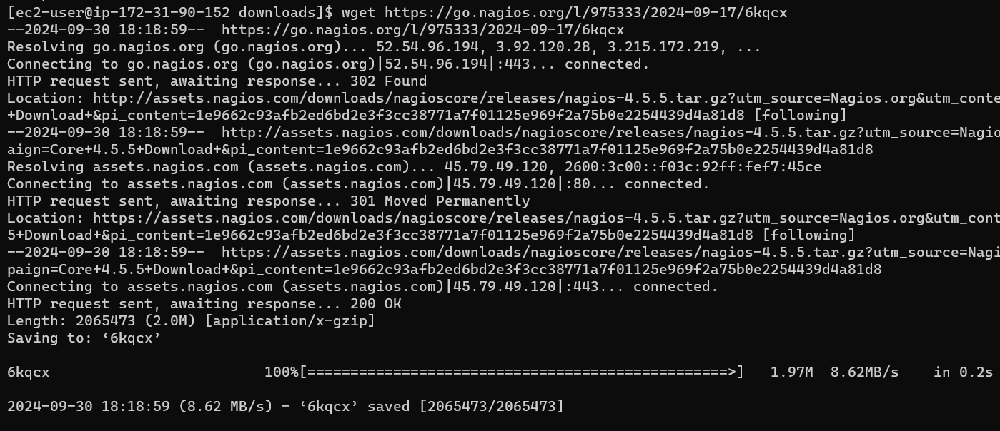 [ec2-user@ip-172-31-90-152 downloads]$ wget https://go.nagios.org/l/975333/2024-09-17/6kqcx
--2024-09-30 18:18:59--  https://go.nagios.org/l/975333/2024-09-17/6kqcx
Resolving go.nagios.org (go.nagios.org)... 52.54.96.194, 3.92.120.28, 3.215.172.219, ...
Connecting to go.nagios.org (go.nagios.org)|52.54.96.194|:443... connected.
HTTP request sent, awaiting response... 302 Found
Location: http://assets.nagios.com/downloads/nagioscore/releases/nagios-4.5.5.tar.gz?utm_source=Nagios.org&utm_conte
+Download+&pi_content=1e9662c93afb2ed6bd2e3f3cc38771a7f01125e969f2a75b0e2254439d4a81d8 [following]
--2024-09-30 18:18:59--  http://assets.nagios.com/downloads/nagioscore/releases/nagios-4.5.5.tar.gz?utm_source=Nagio
aign=Core+4.5.5+Download+&pi_content=1e9662c93afb2ed6bd2e3f3cc38771a7f01125e969f2a75b0e2254439d4a81d8
Resolving assets.nagios.com (assets.nagios.com)... 45.79.49.120, 2600:3c00::f03c:92ff:fef7:45ce
Connecting to assets.nagios.com (assets.nagios.com)|45.79.49.120|:80... connected.
HTTP request sent, awaiting response... 301 Moved Permanently
Location: https://assets.nagios.com/downloads/nagioscore/releases/nagios-4.5.5.tar.gz?utm_source=Nagios.org&utm_cont
5+Download+&pi_content=1e9662c93afb2ed6bd2e3f3cc38771a7f01125e969f2a75b0e2254439d4a81d8 [following]
--2024-09-30 18:18:59--  https://assets.nagios.com/downloads/nagioscore/releases/nagios-4.5.5.tar.gz?utm_source=Nagi
paign=Core+4.5.5+Download+&pi_content=1e9662c93afb2ed6bd2e3f3cc38771a7f01125e969f2a75b0e2254439d4a81d8
Connecting to assets.nagios.com (assets.nagios.com)|45.79.49.120|:443... connected.
HTTP request sent, awaiting response... 200 OK
Length: 2065473 (2.0M) [application/x-gzip]
Saving to: ‘6kqcx’
6kqcx                         100%[=================================================>]   1.97M  8.62MB/s    in 0.2s
2024-09-30 18:18:59 (8.62 MB/s) - ‘6kqcx’ saved [2065473/2065473]